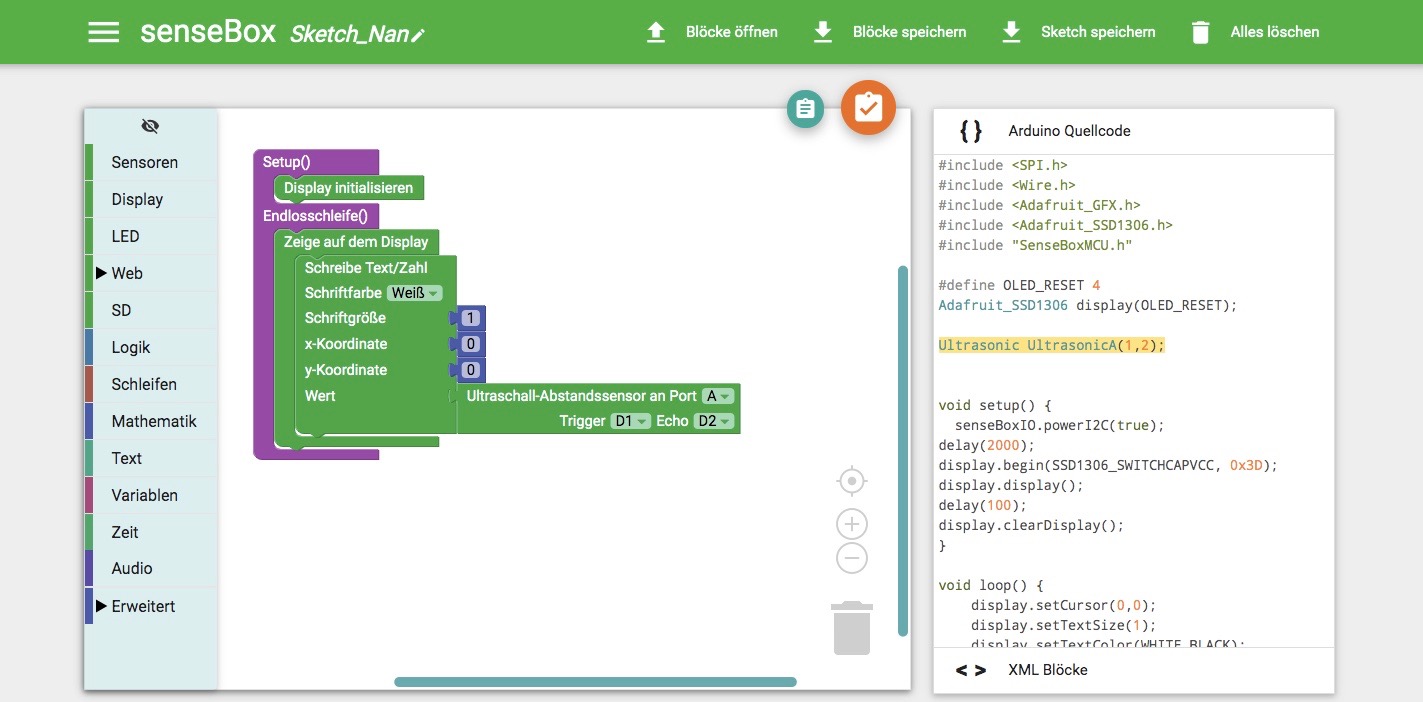 senseBox Sketch_Nan
Blöcke öffnen
Blöcke speichern
Sketch speichern
Alles löschen
Sensoren
Display
LED
Web
SD
Logik
Schleifen
Mathematik
Text
Variablen
Zeit
Audio
Erweitert
Setup()
Display initialisieren
Endlosschleife()
Zeige auf dem Display
Schreibe Text/Zahl
Schriftfarbe Weiß
Schriftgröße 1
x-Koordinate 0
y-Koordinate 0
Wert Ultraschall-Abstandssensor an Port A
Trigger D1 Echo D2
{ } Arduino Quellcode
#include <SPI.h>
#include <Wire.h>
#include <Adafruit_GFX.h>
#include <Adafruit_SSD1306.h>
#include "SenseBoxMCU.h"
#define OLED_RESET 4
Adafruit_SSD1306 display(OLED_RESET);
Ultrasonic UltrasonicA(1,2);
void setup() {
senseBoxIO.powerI2C(true);
delay(2000);
display.begin(SSD1306_SWITCHCAPVCC, 0x3D);
display.display();
delay(100);
display.clearDisplay();
}
void loop() {
display.setCursor(0,0);
display.setTextSize(1);
display.setTextColor(WHITE,BLACK);
< > XML Blöcke